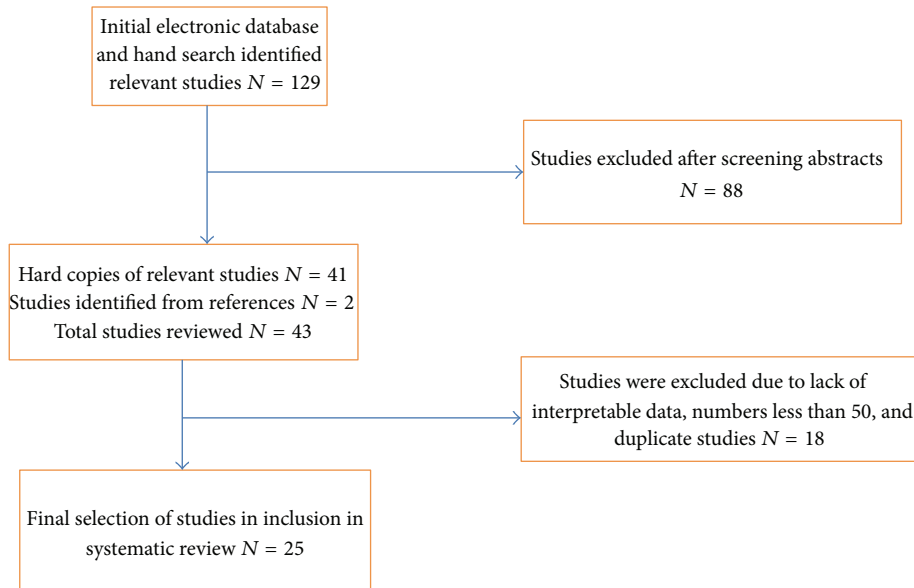 Initial electronic database
and hand search identified
relevant studies N = 129
Studies excluded after screening abstracts
N = 88
Hard copies of relevant studies N = 41
Studies identified from references N = 2
Total studies reviewed N = 43
Studies were excluded due to lack of
interpretable data, numbers less than 50, and
duplicate studies N = 18
Final selection of studies in inclusion in
systematic review N = 25